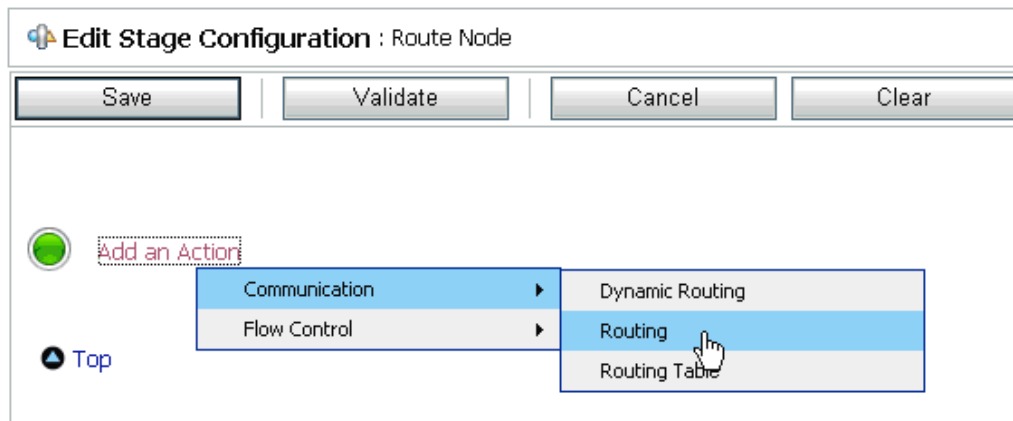 Edit Stage Configuration : Route Node
Save Validate Cancel Clear
Add an Action
Communication Dynamic Routing
Flow Control Routing
Top Routing Table